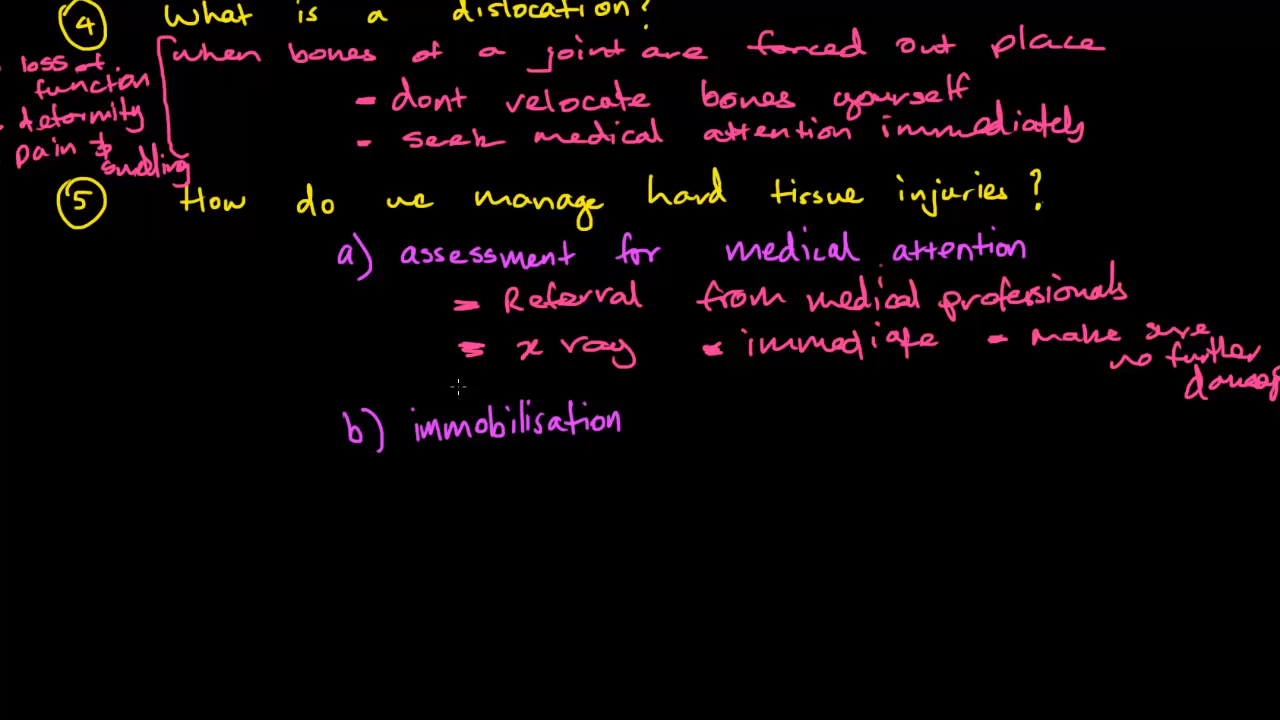 4 What is a dislocation?
when bones of a joint are forced out place
- dont relocate bones yourself
- seek medical attention immediately
loss of function
deformity
pain & swelling
5 How do we manage hard tissue injuries?
a) assessment for medical attention
- Referral from medical professionals
- x ray - immediate - make sure
no further
damage
b) immobilisation